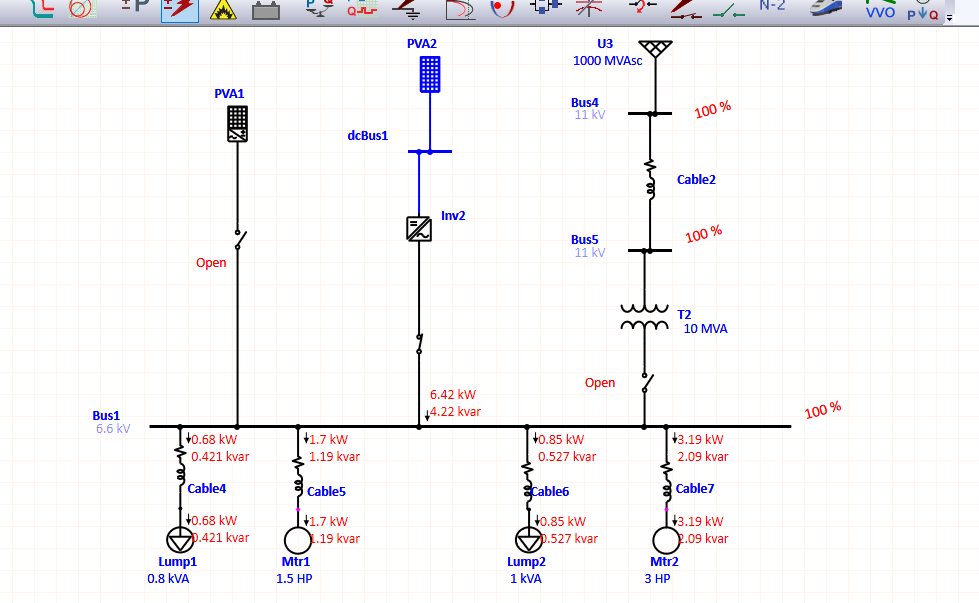 N-2
VVO
P Q
PVA2
U3
1000 MVAsc
PVA1
Bus4
11 kV
100 %
dcBus1
Cable2
Inv2
Bus5
11 kV
100 %
Open
T2
10 MVA
Open
6.42 kW
4.22 kvar
Bus1
6.6 kV
100 %
0.68 kW
0.421 kvar
1.7 kW
1.19 kvar
0.85 kW
0.527 kvar
3.19 kW
2.09 kvar
Cable4
Cable5
Cable6
Cable7
0.68 kW
0.421 kvar
1.7 kW
1.19 kvar
0.85 kW
0.527 kvar
3.19 kW
2.09 kvar
Lump1
0.8 kVA
Mtr1
1.5 HP
Lump2
1 kVA
Mtr2
3 HP